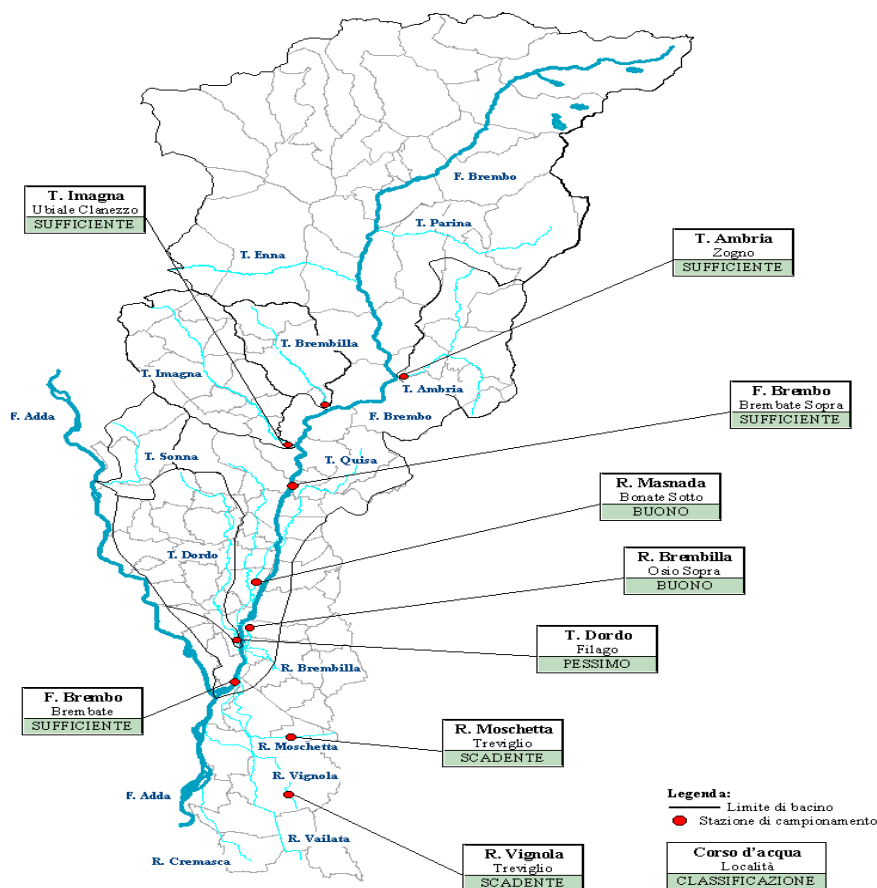 F. Brembo
T. Imagna
Ubiale Clanezzo
SUFFICIENTE
T. Parina
T. Enna
T. Ambria
Zogno
SUFFICIENTE
T. Brembilla
T. Imagna
T. Ambria
F. Adda
F. Brembo
F. Brembo
Brembate Sopra
SUFFICIENTE
T. Sonna
T. Quisa
R. Masnada
Bonate Sotto
BUONO
T. Dordo
R. Brembilla
Osio Sopra
BUONO
T. Dordo
Filago
PESSIMO
R. Brembilla
F. Brembo
Brembate
SUFFICIENTE
R. Moschetta
Treviglio
SCADENTE
R. Moschetta
R. Vignola
F. Adda
Legenda:
Limite di bacino
Stazione di campionamento
R. Vailata
R. Cremasca
R. Vignola
Treviglio
SCADENTE
Corso d'acqua
Località
CLASSIFICAZIONE